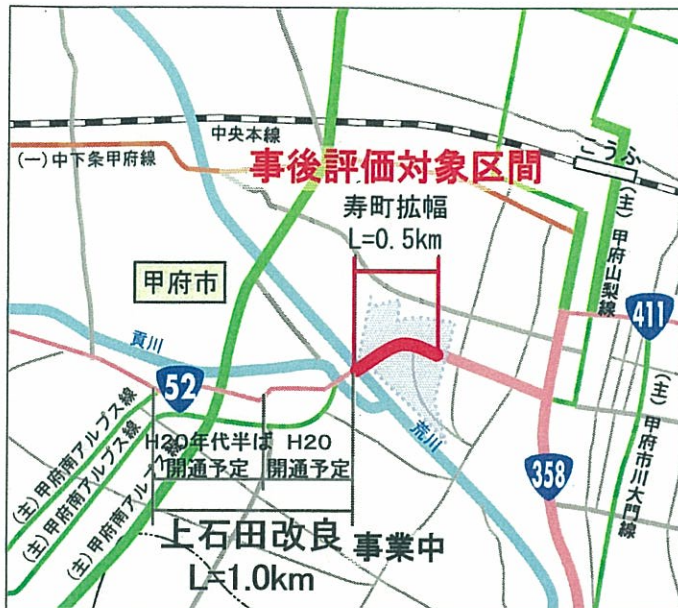 中央本線
(一)中下条甲府線
こうふ
事後評価対象区間
寿町拡幅
L=0.5km
(主)甲府山梨線
甲府市
411
貢川
52
荒川
358
(主)甲府市川大門線
(主)甲府南アルプス線
(主)甲府南アルプス線
(主)甲府南アルプス線
H20年代半ば
開通予定
H20
開通予定
上石田改良 事業中
L=1.0km